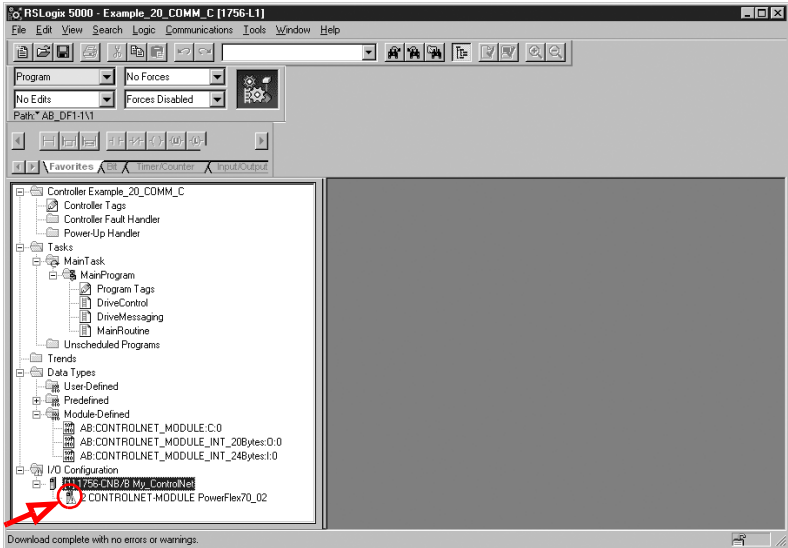 RSLogix 5000 - Example_20_COMM_C [1756-L1]
File Edit View Search Logic Communications Tools Window Help
Program No Forces
No Edits Forces Disabled
Path:* AB_DF1-1\1
Favorites Bit Timer/Counter Input/Output
Controller Example_20_COMM_C
Controller Tags
Controller Fault Handler
Power-Up Handler
Tasks
MainTask
MainProgram
Program Tags
DriveControl
DriveMessaging
MainRoutine
Unscheduled Programs
Trends
Data Types
User-Defined
Predefined
Module-Defined
AB:CONTROLNET_MODULE:C:0
AB:CONTROLNET_MODULE_INT_20Bytes:O:0
AB:CONTROLNET_MODULE_INT_24Bytes:I:0
I/O Configuration
[1] 1756-CNB/B My_ControlNet
2 CONTROLNET-MODULE PowerFlex70_02
Download complete with no errors or warnings.